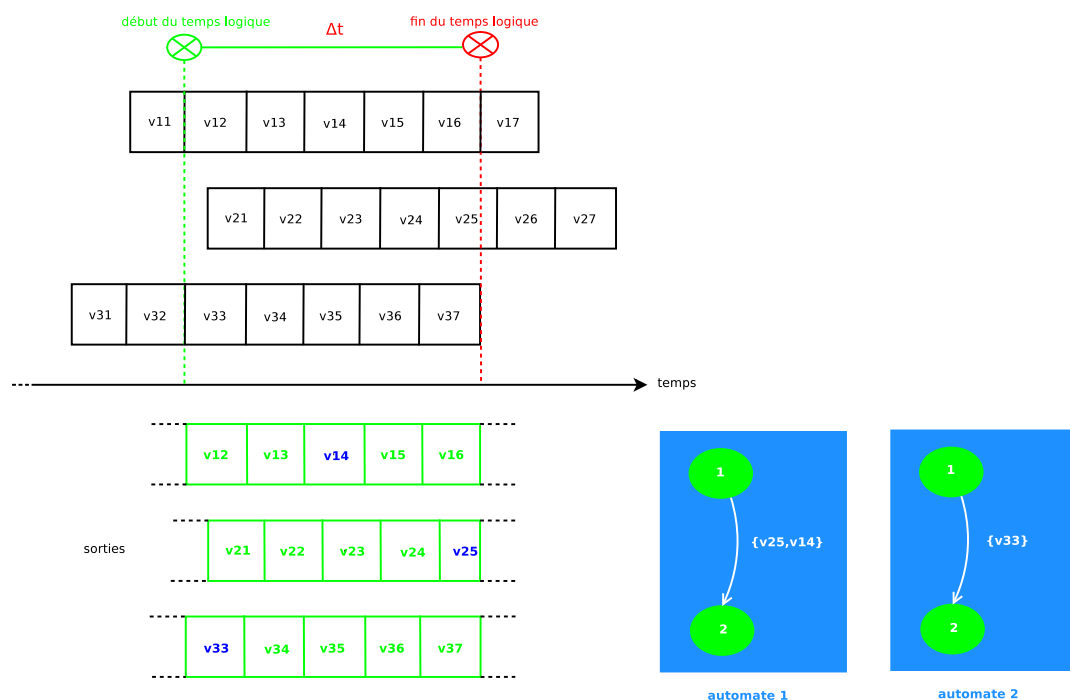 début du temps logique
Δt
fin du temps logique
v11 v12 v13 v14 v15 v16 v17
v21 v22 v23 v24 v25 v26 v27
v31 v32 v33 v34 v35 v36 v37
temps
v12 v13 v14 v15 v16
sorties
v21 v22 v23 v24 v25
v33 v34 v35 v36 v37
1
{v25,v14}
2
automate 1
1
{v33}
2
automate 2